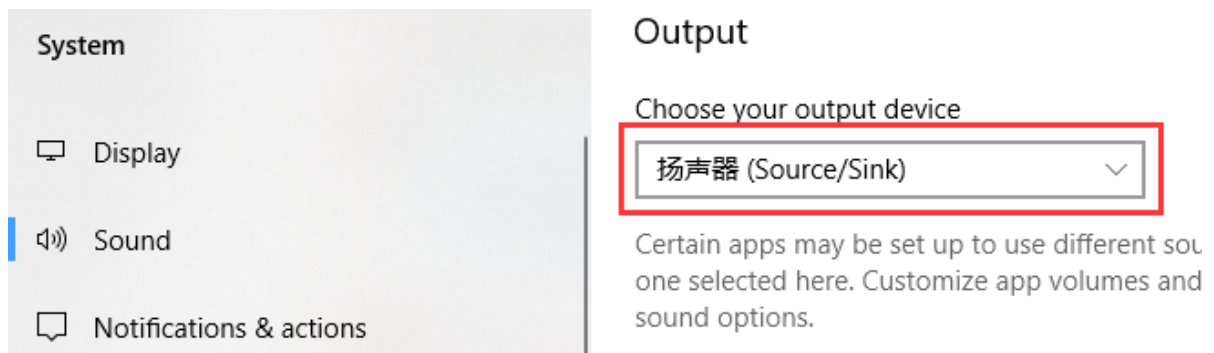 System
Display
Sound
Notifications & actions
Output
Choose your output device
扬声器 (Source/Sink)
Certain apps may be set up to use different
one selected here. Customize app volumes and
sound options.